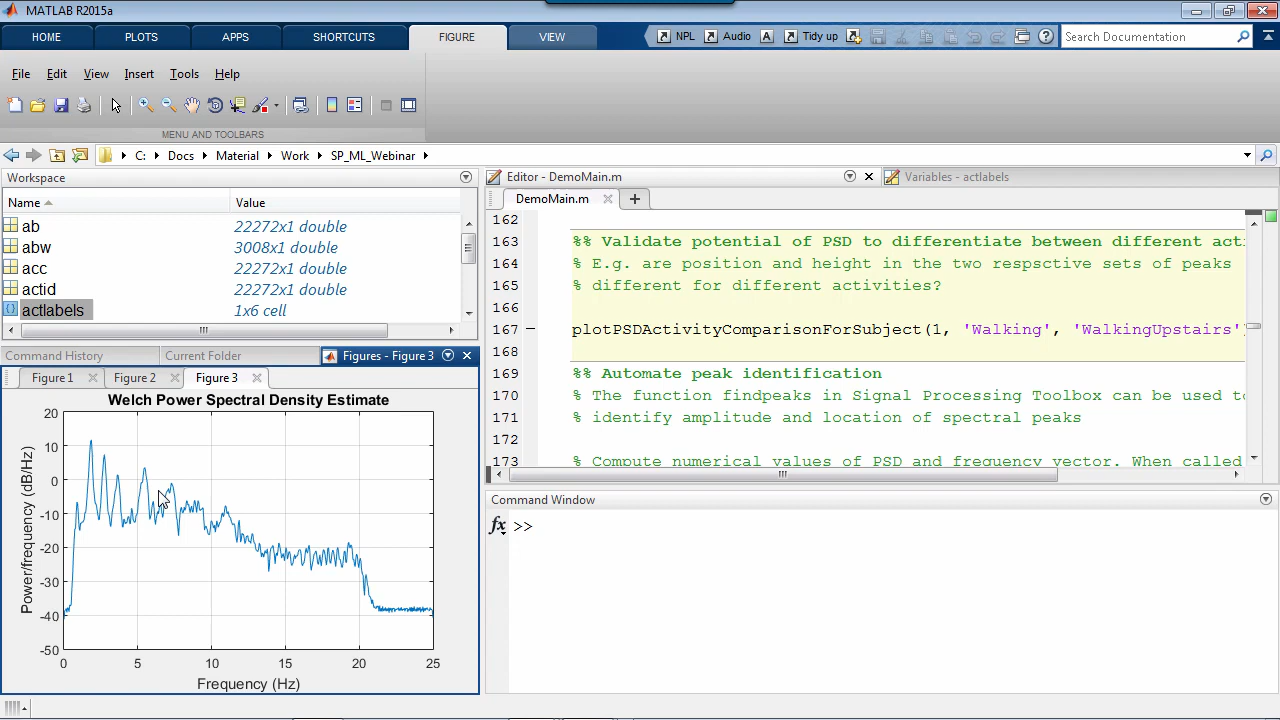 MATLAB R2015a
HOME PLOTS APPS SHORTCUTS FIGURE VIEW NPL Audio A Tidy up Search Documentation
File Edit View Insert Tools Help
MENU AND TOOLBARS
C: Docs Material Work SP_ML_Webinar
Workspace
Name Value
ab 22272x1 double
abw 3008x1 double
acc 22272x1 double
actid 22272x1 double
actlabels 1x6 cell
Command History Current Folder Figures - Figure 3
Figure 1 Figure 2 Figure 3
Welch Power Spectral Density Estimate
Power/frequency (dB/Hz)
20
10
0
-10
-20
-30
-40
-50
0 5 10 15 20 25
Frequency (Hz)
Editor - DemoMain.m Variables - actlabels
DemoMain.m
162
163 %% Validate potential of PSD to differentiate between different acti
164 % E.g. are position and height in the two respsctive sets of peaks
165 % different for different activities?
166
167 plotPSDActivityComparisonForSubject(1, 'Walking', 'WalkingUpstairs')
168
169 %% Automate peak identification
170 % The function findpeaks in Signal Processing Toolbox can be used to
171 % identify amplitude and location of spectral peaks
172
173 % Compute numerical values of PSD and frequency vector. When called
Command Window
fx >>